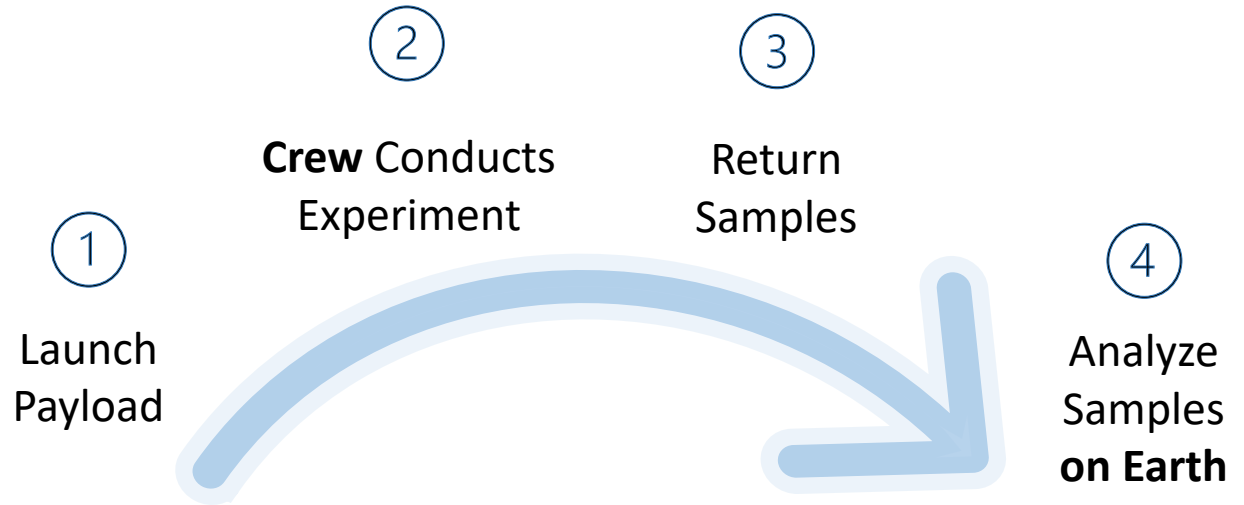 1
Launch
Payload
2
Crew Conducts
Experiment
3
Return
Samples
4
Analyze
Samples
on Earth